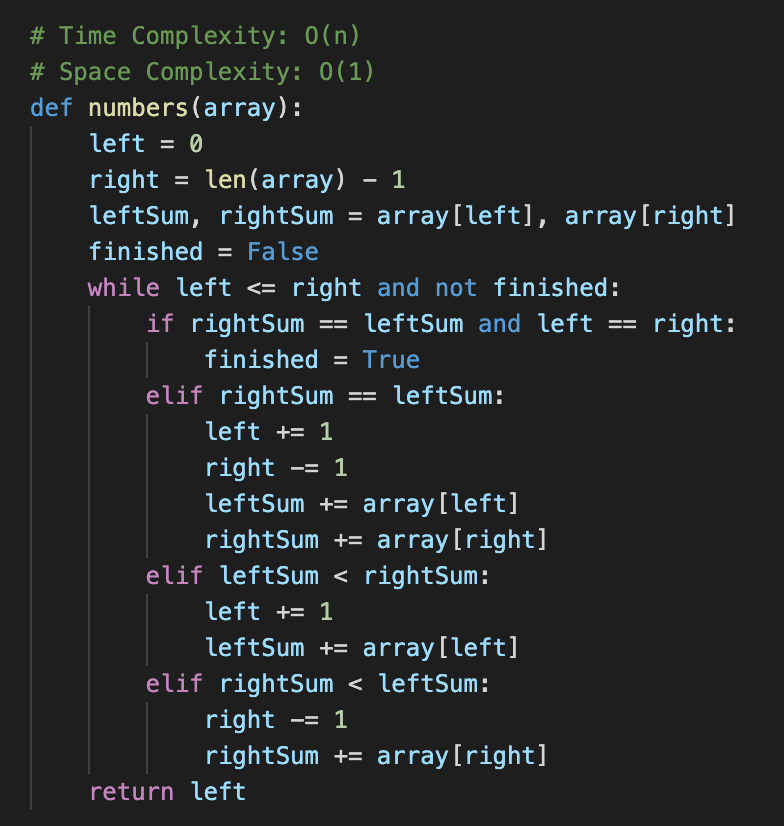 # Time Complexity: O(n)
# Space Complexity: O(1)
def numbers(array):
    left = 0
    right = len(array) - 1
    leftSum, rightSum = array[left], array[right]
    finished = False
    while left <= right and not finished:
        if rightSum == leftSum and left == right:
            finished = True
        elif rightSum == leftSum:
            left += 1
            right -= 1
            leftSum += array[left]
            rightSum += array[right]
        elif leftSum < rightSum:
            left += 1
            leftSum += array[left]
        elif rightSum < leftSum:
            right -= 1
            rightSum += array[right]
    return left